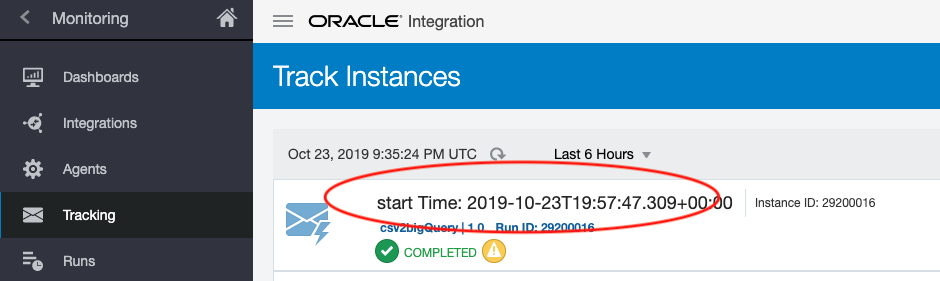 Monitoring
ORACLE® Integration
Track Instances
Dashboards
Integrations
Agents
Tracking
Runs
Oct 23, 2019 9:35:24 PM UTC Last 6 Hours
start Time: 2019-10-23T19:57:47.309+00:00 Instance ID: 29200016
csv2bigQuery | 1.0 Run ID: 29200016
COMPLETED